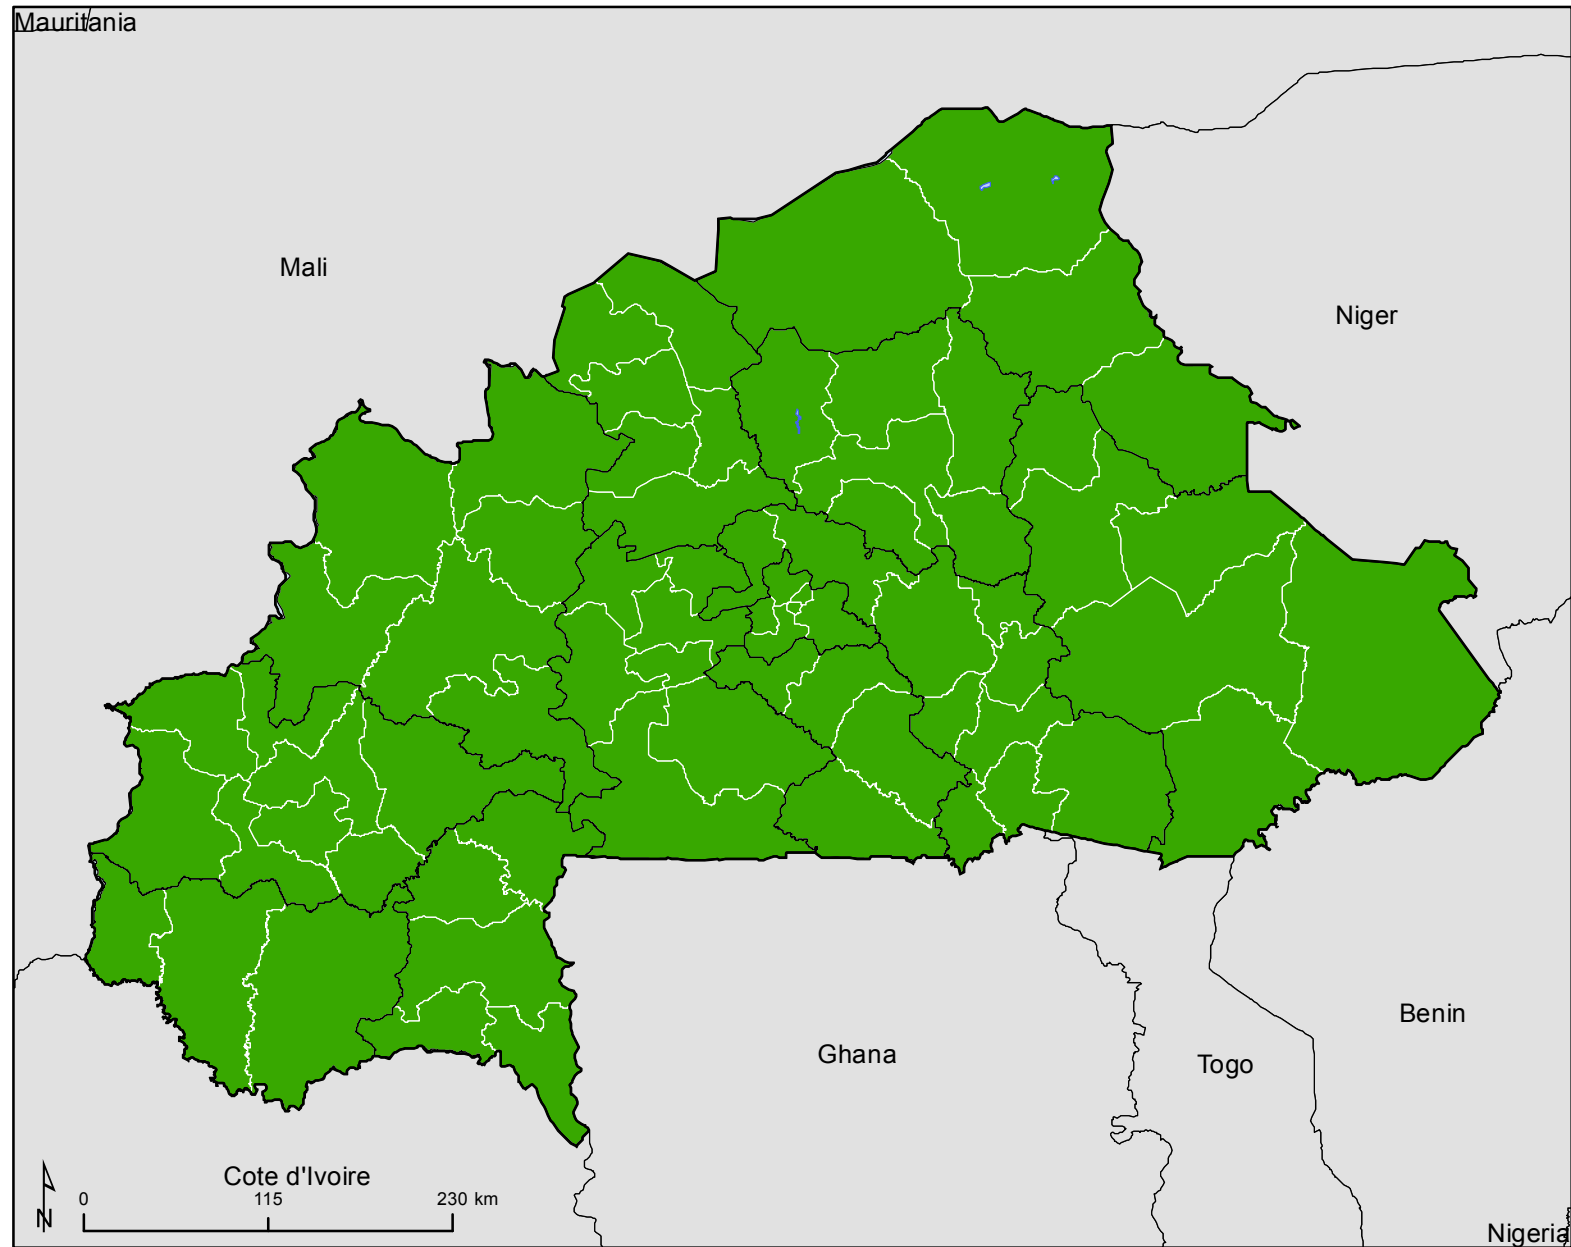 Mauritania
Mali
Niger
Benin
Ghana
Togo
Cote d'Ivoire
0 115 230 km
N
Nigeria